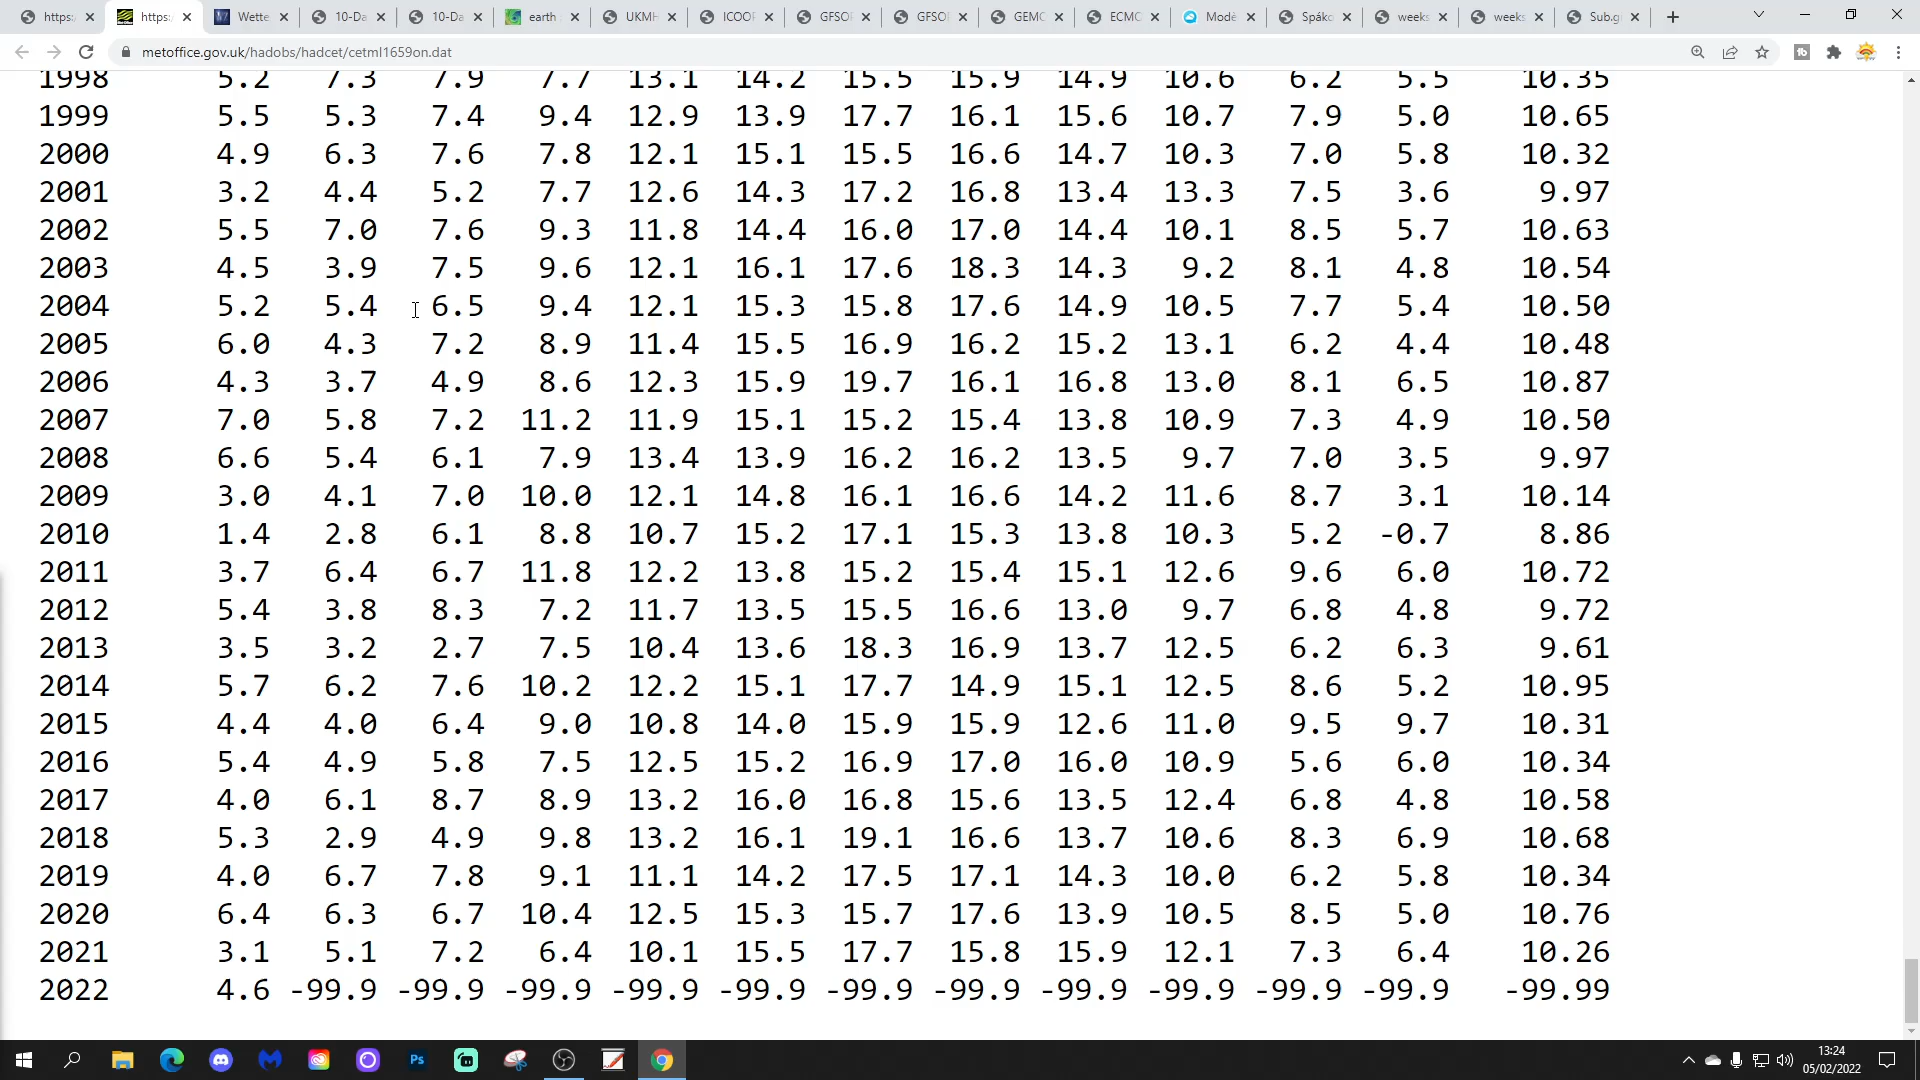 https:/
https:/
Wette
10-Da
10-Da
earth
UKMH
ICOOP
GFSOP
GFSOP
GEMO
ECMO
Modè
Spáko
weeks
weeks
Sub.g
metoffice.gov.uk/hadobs/hadcet/cetml1659on.dat
1998 5.2 7.3 7.9 7.7 13.1 14.2 15.5 15.9 14.9 10.6 6.2 5.5 10.35
1999 5.5 5.3 7.4 9.4 12.9 13.9 17.7 16.1 15.6 10.7 7.9 5.0 10.65
2000 4.9 6.3 7.6 7.8 12.1 15.1 15.5 16.6 14.7 10.3 7.0 5.8 10.32
2001 3.2 4.4 5.2 7.7 12.6 14.3 17.2 16.8 13.4 13.3 7.5 3.6 9.97
2002 5.5 7.0 7.6 9.3 11.8 14.4 16.0 17.0 14.4 10.1 8.5 5.7 10.63
2003 4.5 3.9 7.5 9.6 12.1 16.1 17.6 18.3 14.3 9.2 8.1 4.8 10.54
2004 5.2 5.4 6.5 9.4 12.1 15.3 15.8 17.6 14.9 10.5 7.7 5.4 10.50
2005 6.0 4.3 7.2 8.9 11.4 15.5 16.9 16.2 15.2 13.1 6.2 4.4 10.48
2006 4.3 3.7 4.9 8.6 12.3 15.9 19.7 16.1 16.8 13.0 8.1 6.5 10.87
2007 7.0 5.8 7.2 11.2 11.9 15.1 15.2 15.4 13.8 10.9 7.3 4.9 10.50
2008 6.6 5.4 6.1 7.9 13.4 13.9 16.2 16.2 13.5 9.7 7.0 3.5 9.97
2009 3.0 4.1 7.0 10.0 12.1 14.8 16.1 16.6 14.2 11.6 8.7 3.1 10.14
2010 1.4 2.8 6.1 8.8 10.7 15.2 17.1 15.3 13.8 10.3 5.2 -0.7 8.86
2011 3.7 6.4 6.7 11.8 12.2 13.8 15.2 15.4 15.1 12.6 9.6 6.0 10.72
2012 5.4 3.8 8.3 7.2 11.7 13.5 15.5 16.6 13.0 9.7 6.8 4.8 9.72
2013 3.5 3.2 2.7 7.5 10.4 13.6 18.3 16.9 13.7 12.5 6.2 6.3 9.61
2014 5.7 6.2 7.6 10.2 12.2 15.1 17.7 14.9 15.1 12.5 8.6 5.2 10.95
2015 4.4 4.0 6.4 9.0 10.8 14.0 15.9 15.9 12.6 11.0 9.5 9.7 10.31
2016 5.4 4.9 5.8 7.5 12.5 15.2 16.9 17.0 16.0 10.9 5.6 6.0 10.34
2017 4.0 6.1 8.7 8.9 13.2 16.0 16.8 15.6 13.5 12.4 6.8 4.8 10.58
2018 5.3 2.9 4.9 9.8 13.2 16.1 19.1 16.6 13.7 10.6 8.3 6.9 10.68
2019 4.0 6.7 7.8 9.1 11.1 14.2 17.5 17.1 14.3 10.0 6.2 5.8 10.34
2020 6.4 6.3 6.7 10.4 12.5 15.3 15.7 17.6 13.9 10.5 8.5 5.0 10.76
2021 3.1 5.1 7.2 6.4 10.1 15.5 17.7 15.8 15.9 12.1 7.3 6.4 10.26
2022 4.6 -99.9 -99.9 -99.9 -99.9 -99.9 -99.9 -99.9 -99.9 -99.9 -99.9 -99.9 -99.99
Ps
13:24
05/02/2022